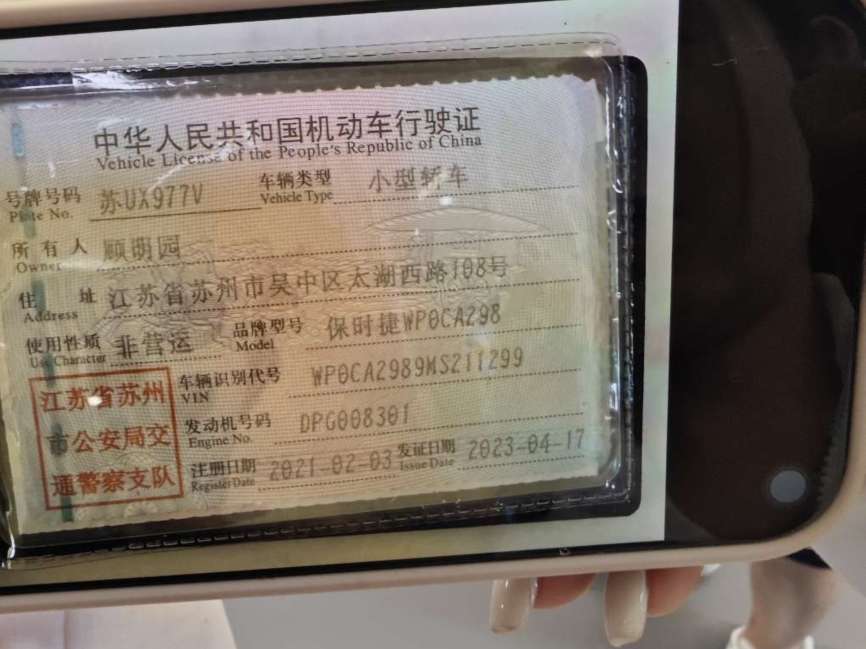 中华人民共和国机动车行驶证
Vehicle License of the People's Republic of China
号牌号码 Plate No. 苏UX977V 车辆类型 Vehicle Type 小型轿车
所有人 Owner 顾明园
住址 Address 江苏省苏州市吴中区太湖西路108号
使用性质 Use Character 非营运 品牌型号 Model 保时捷WP0CA298
车辆识别代号 VIN WP0CA2989MS211299
发动机号码 Engine No. DPG008301
注册日期 Register Date 2021-02-03 发证日期 Issue Date 2023-04-17
江苏省苏州
市公安局交
通警察支队